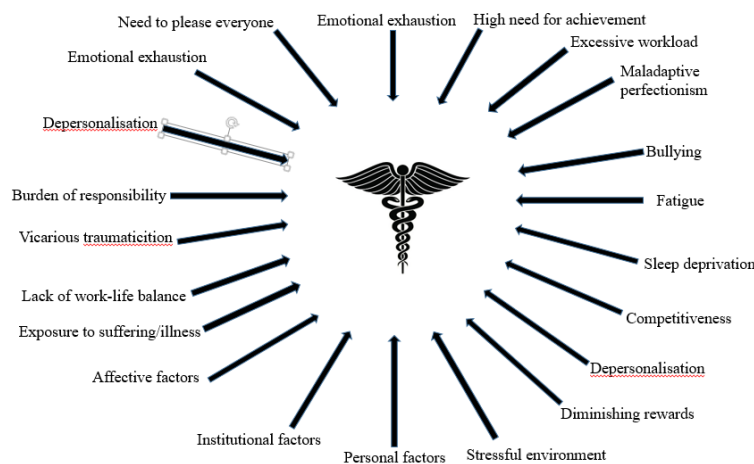 Need to please everyone
Emotional exhaustion
High need for achievement
Excessive workload
Emotional exhaustion
Maladaptive
perfectionism
Depersonalisation
Bullying
Burden of responsibility
Fatigue
Vicarious traumaticition
Sleep deprivation
Lack of work-life balance
Competitiveness
Exposure to suffering/illness
Affective factors
Depersonalisation
Diminishing rewards
Institutional factors
Personal factors
Stressful environment